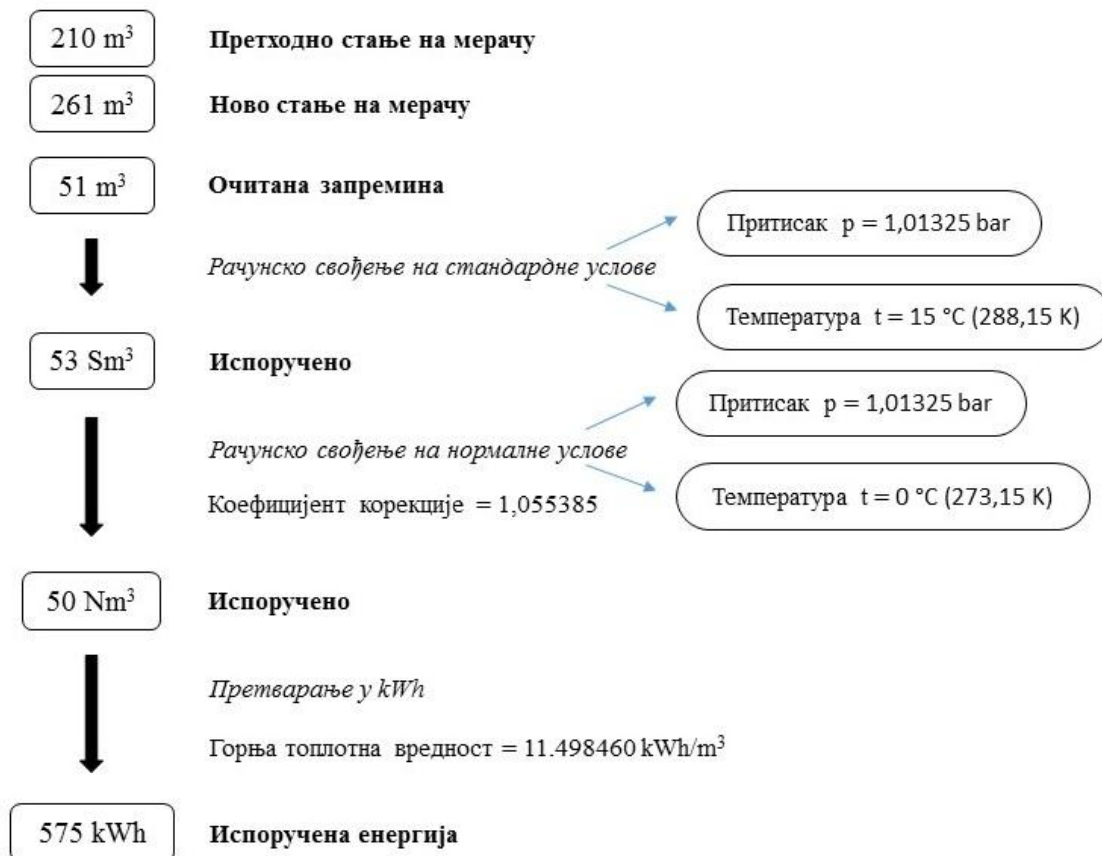 210 m³ Претходно стање на мерачу
261 m³ Ново стање на мерачу
51 m³ Очитана запремина
Притисак p = 1,01325 bar
Рачунско свођење на стандардне услове
Температура t = 15 °C (288,15 K)
53 Sm³ Испоручено
Притисак p = 1,01325 bar
Рачунско свођење на нормалне услове
Температура t = 0 °C (273,15 K)
Коефицијент корекције = 1,055385
50 Nm³ Испоручено
Претварање у kWh
Горња топлотна вредност = 11.498460 kWh/m³
575 kWh Испоручена енергија